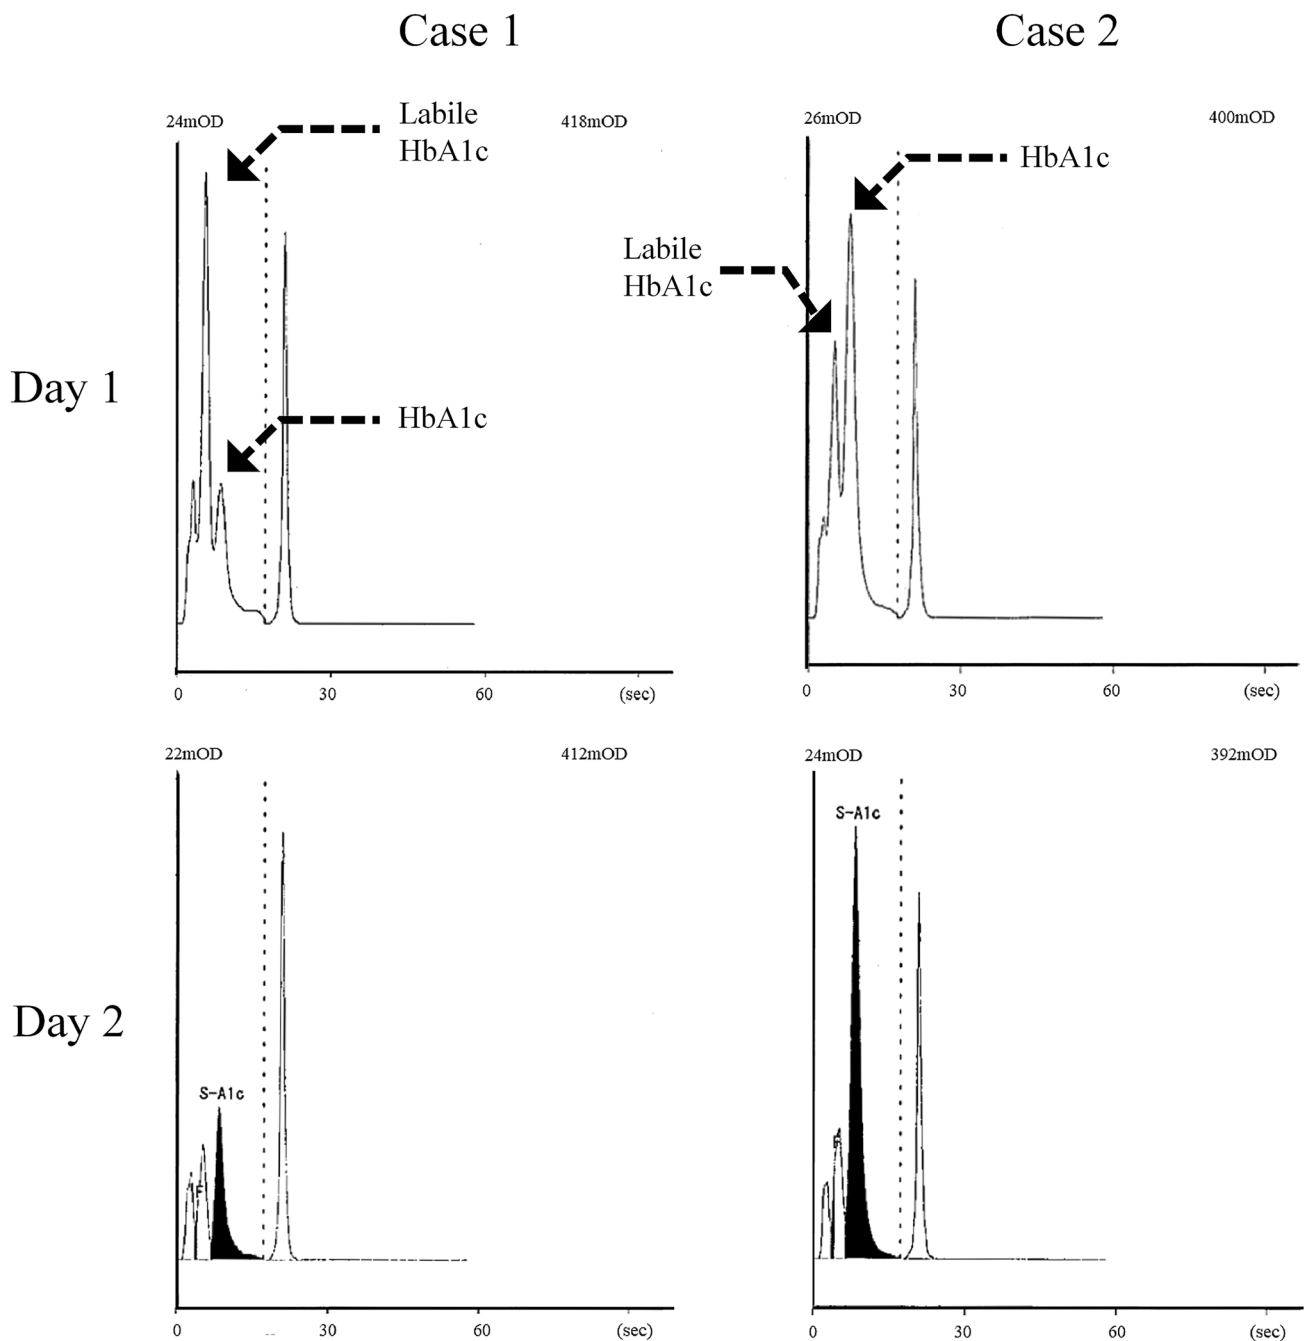 Case 1
Case 2
Day 1
24mOD
418mOD
Labile
HbA1c
HbA1c
0
30
60
(sec)
26mOD
400mOD
HbA1c
Labile
HbA1c
0
30
60
(sec)
Day 2
22mOD
412mOD
S-A1c
F
0
30
60
(sec)
24mOD
392mOD
S-A1c
F
0
30
60
(sec)